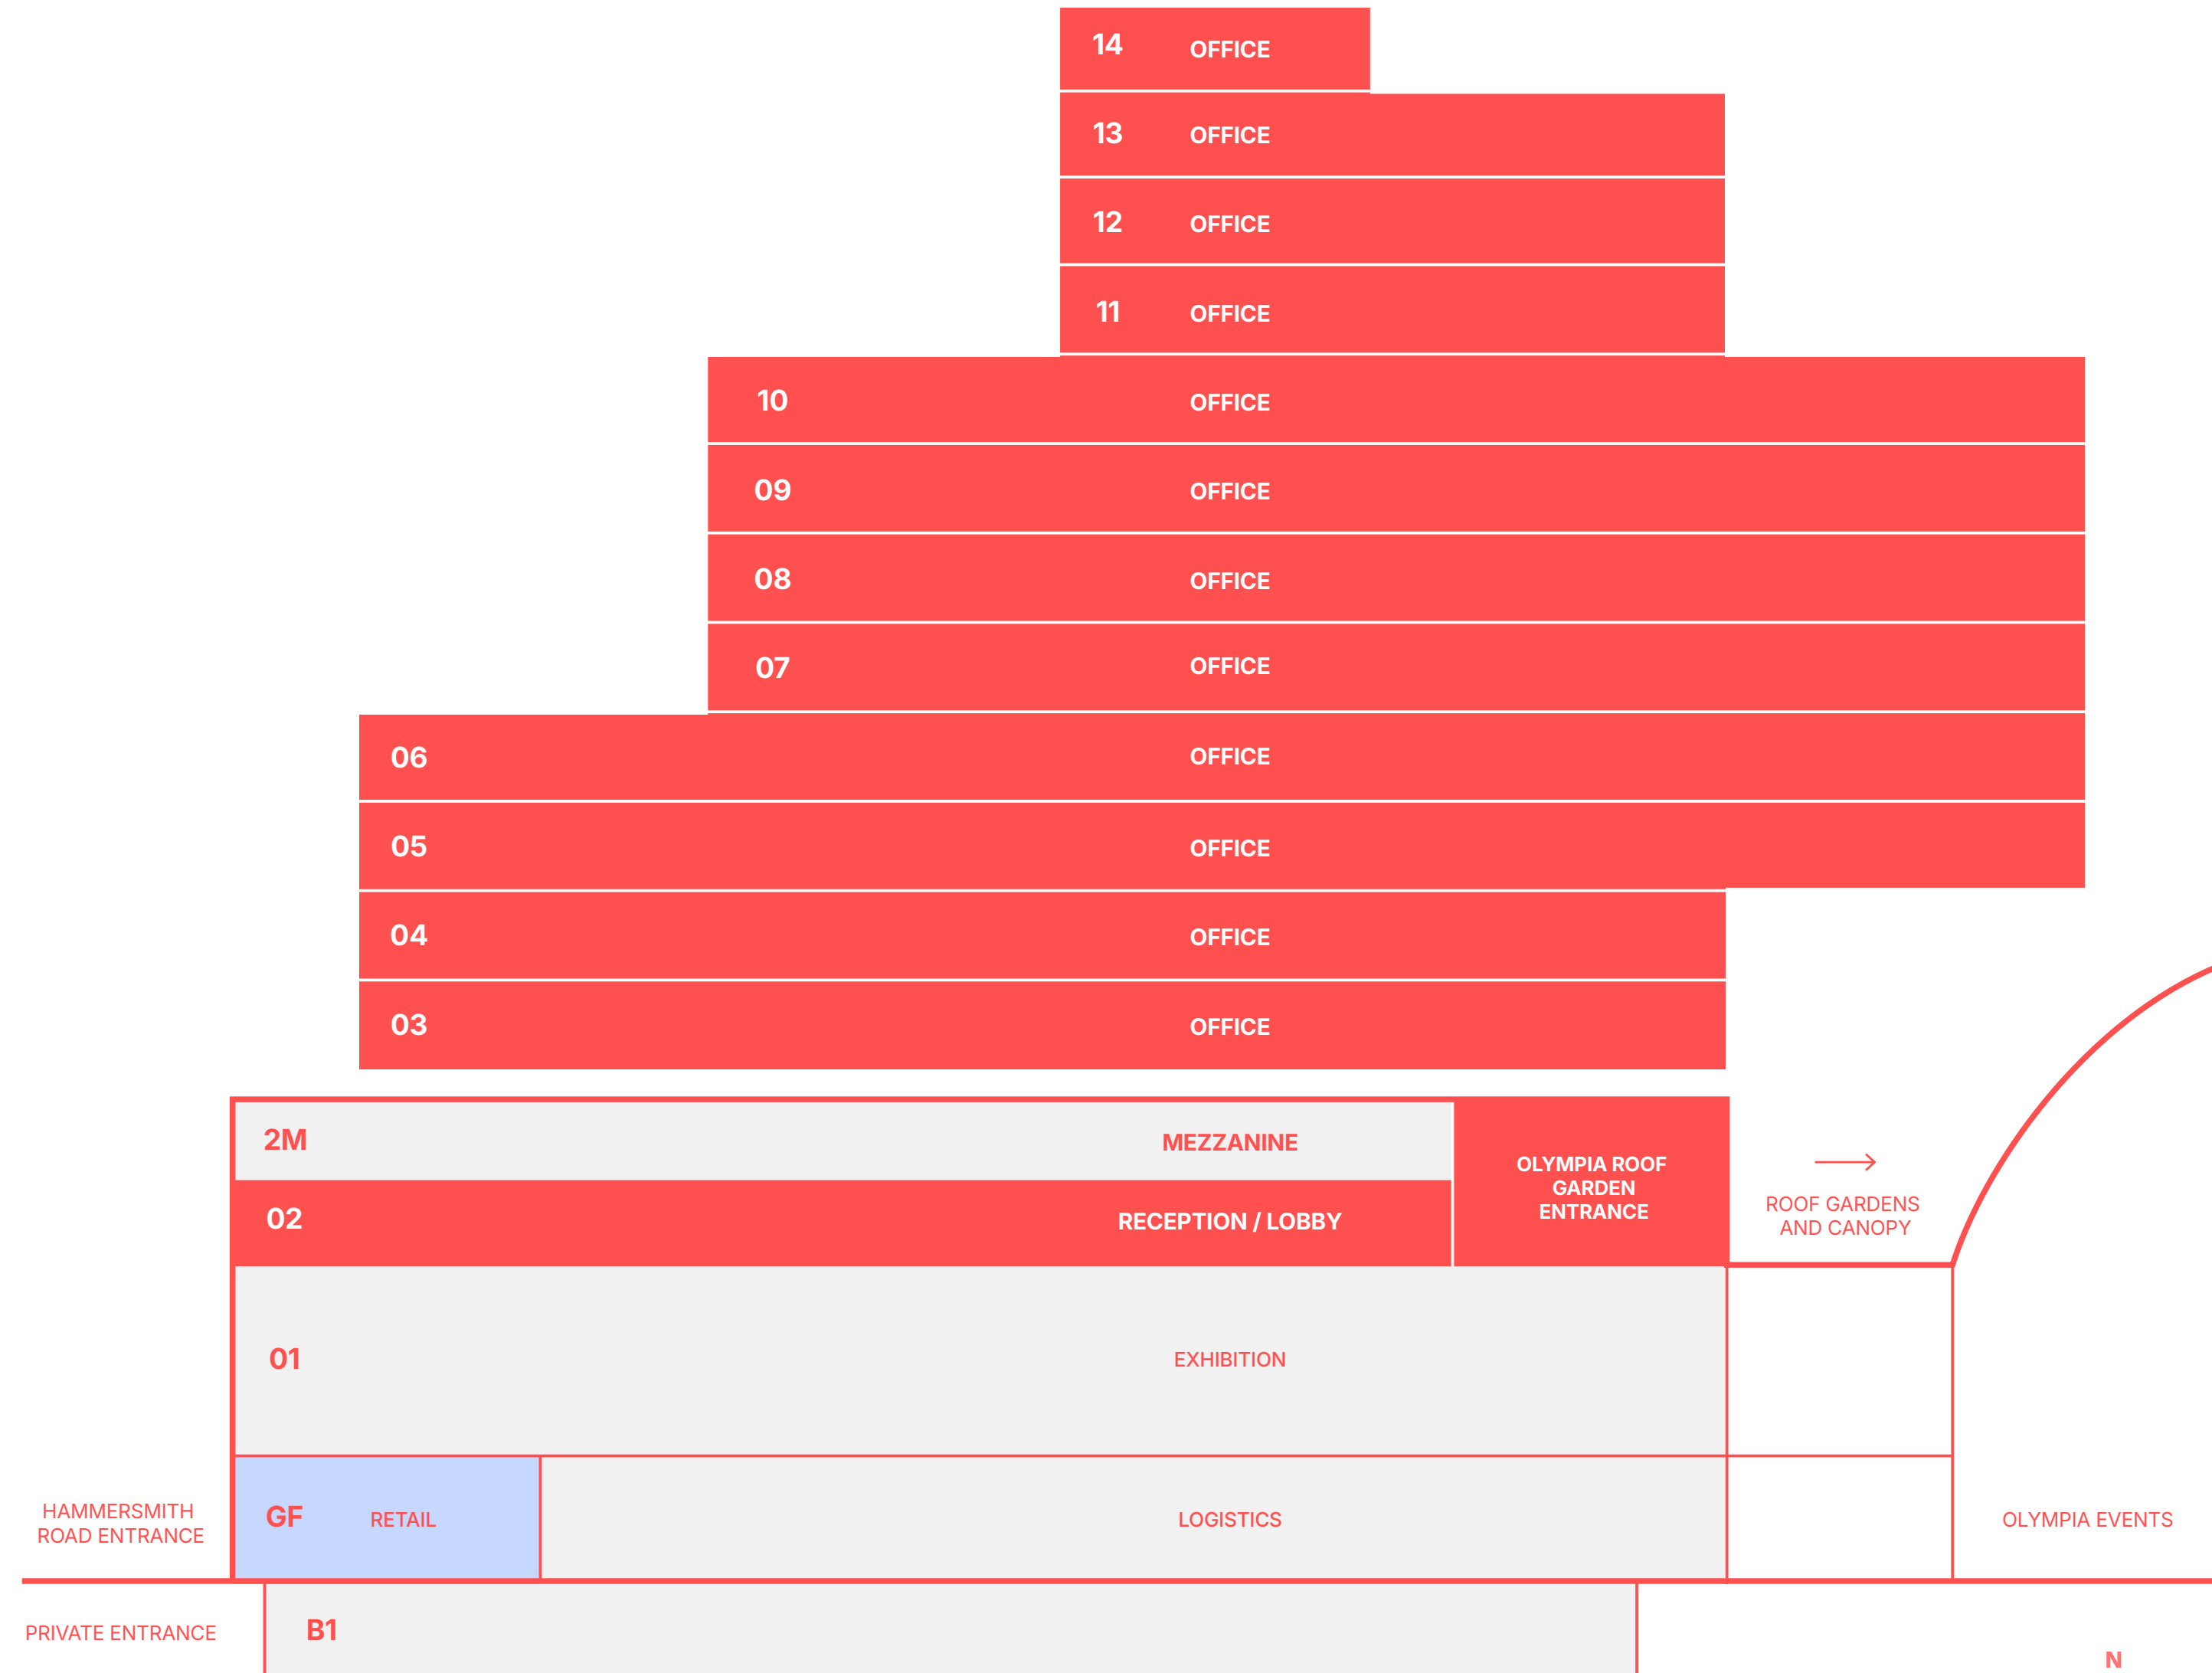 14 OFFICE
13 OFFICE
12 OFFICE
11 OFFICE
10 OFFICE
09 OFFICE
08 OFFICE
07 OFFICE
06 OFFICE
05 OFFICE
04 OFFICE
03 OFFICE
2M MEZZANINE
02 RECEPTION / LOBBY
OLYMPIA ROOF
GARDEN
ENTRANCE
ROOF GARDENS
AND CANOPY
01 EXHIBITION
HAMMERSMITH
ROAD ENTRANCE
GF RETAIL LOGISTICS OLYMPIA EVENTS
PRIVATE ENTRANCE B1
N